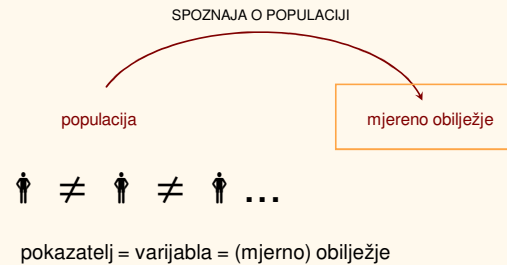 SPOZNAJA O POPULACIJI
populacija mjereno obilježje
≠ ≠ ...
pokazatelj = varijabla = (mjerno) obilježje